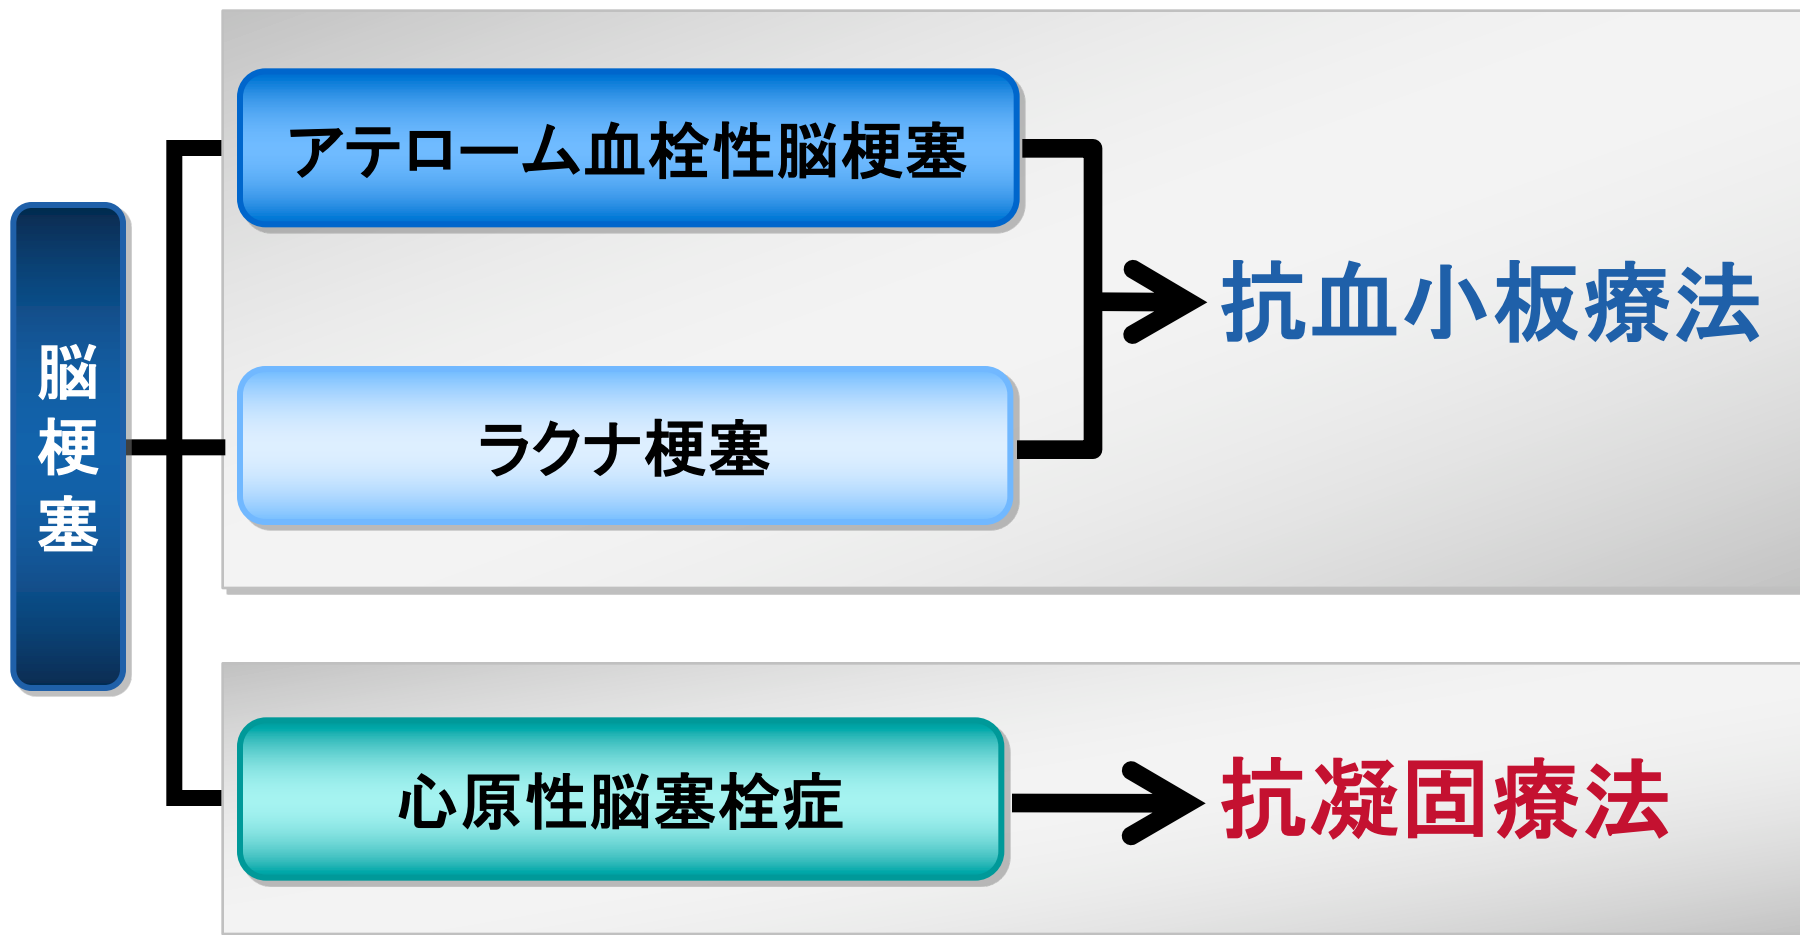 脳梗塞
アテローム血栓性脳梗塞
ラクナ梗塞
抗血小板療法
心原性脳塞栓症
抗凝固療法